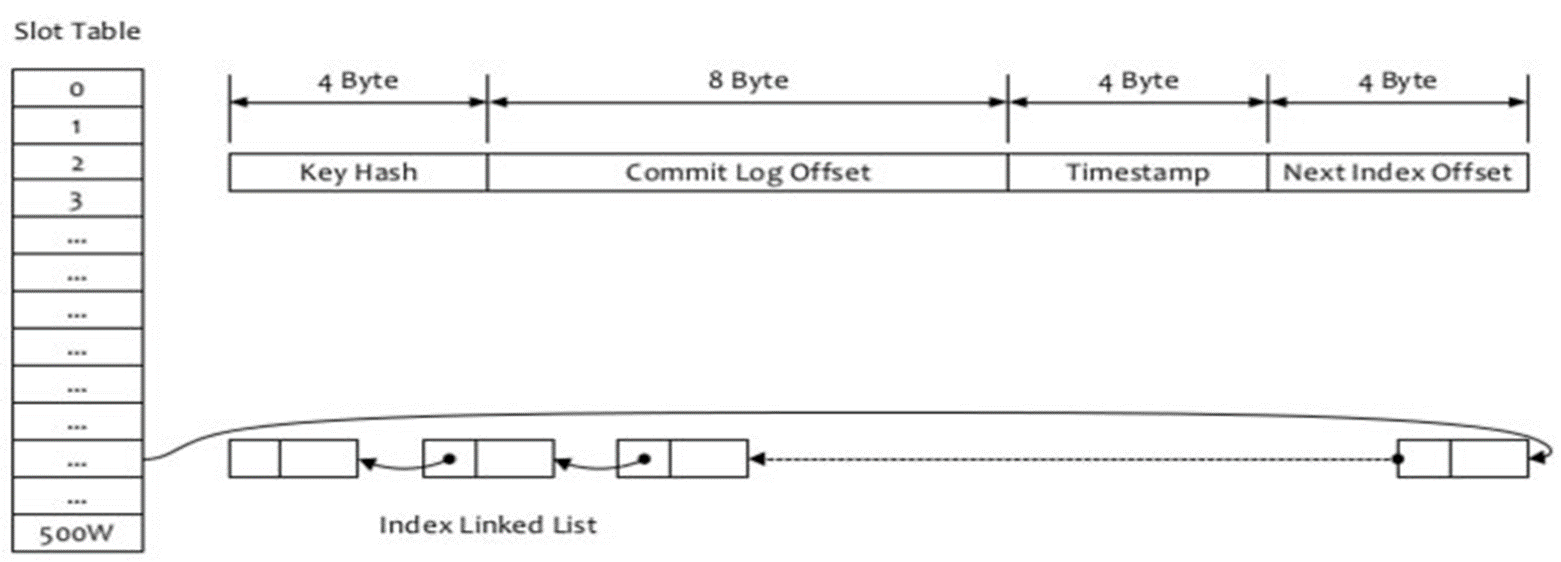 Slot Table
0
1
2
3
...
...
...
...
...
...
...
...
500W
4 Byte 8 Byte 4 Byte 4 Byte
Key Hash Commit Log Offset Timestamp Next Index Offset
Index Linked List